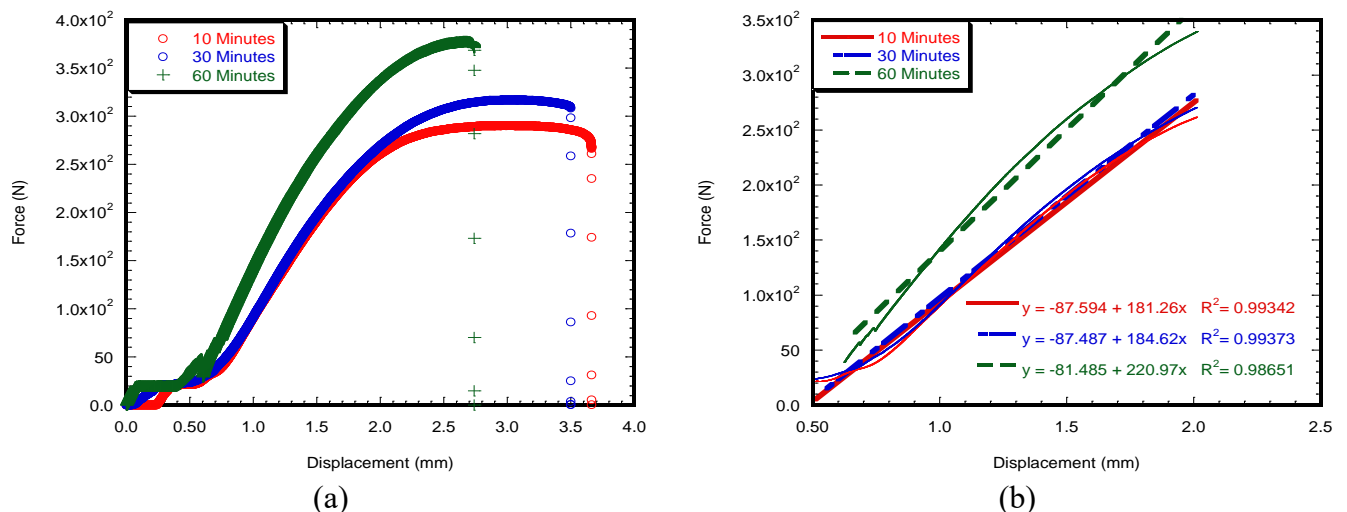 4.0x10²
3.5x10²
3.0x10²
2.5x10²
2.0x10²
1.5x10²
1.0x10²
50
0.0
Force (N)
10 Minutes
30 Minutes
60 Minutes
0.0 0.50 1.0 1.5 2.0 2.5 3.0 3.5 4.0
Displacement (mm)
(a)
3.5x10²
3.0x10²
2.5x10²
2.0x10²
1.5x10²
1.0x10²
50
0.0
Force (N)
10 Minutes
30 Minutes
60 Minutes
y = -87.594 + 181.26x R²= 0.99342
y = -87.487 + 184.62x R²= 0.99373
y = -81.485 + 220.97x R²= 0.98651
0.50 1.0 1.5 2.0 2.5
Displacement (mm)
(b)